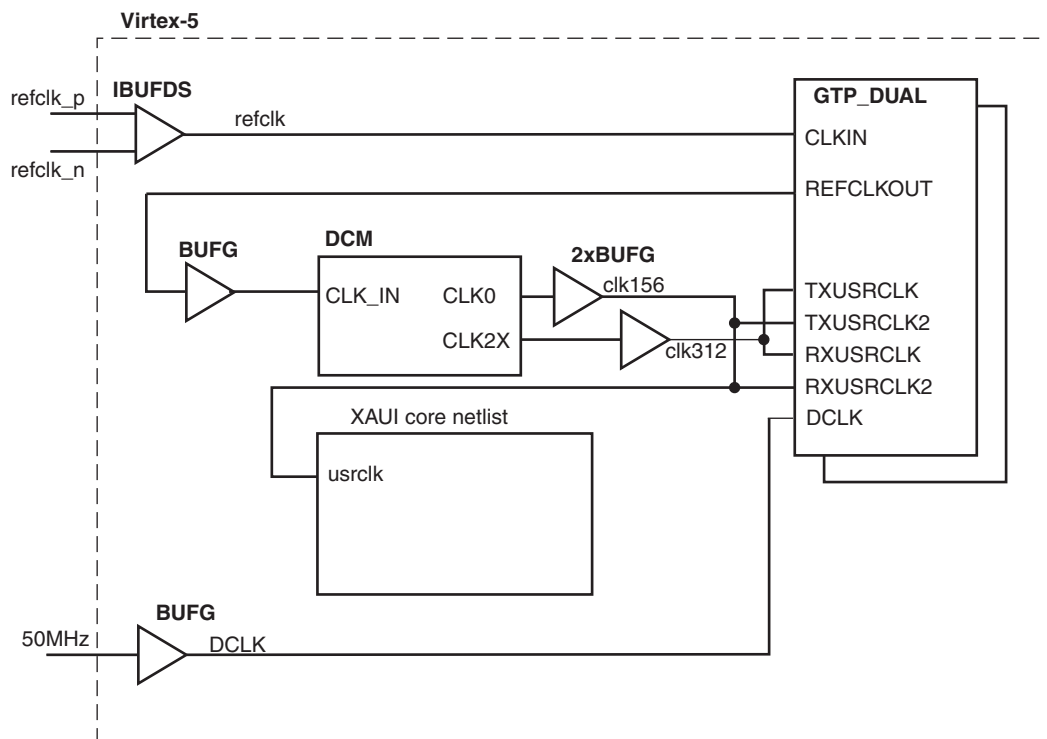 Virtex-5
IBUFDS
refclk_p
refclk_n
refclk
GTP_DUAL
CLKIN
REFCLKOUT
BUFG
DCM
2xBUFG
CLK_IN
CLK0
CLK2X
clk156
clk312
TXUSRCLK
TXUSRCLK2
RXUSRCLK
RXUSRCLK2
DCLK
XAUI core netlist
usrclk
BUFG
50MHz
DCLK